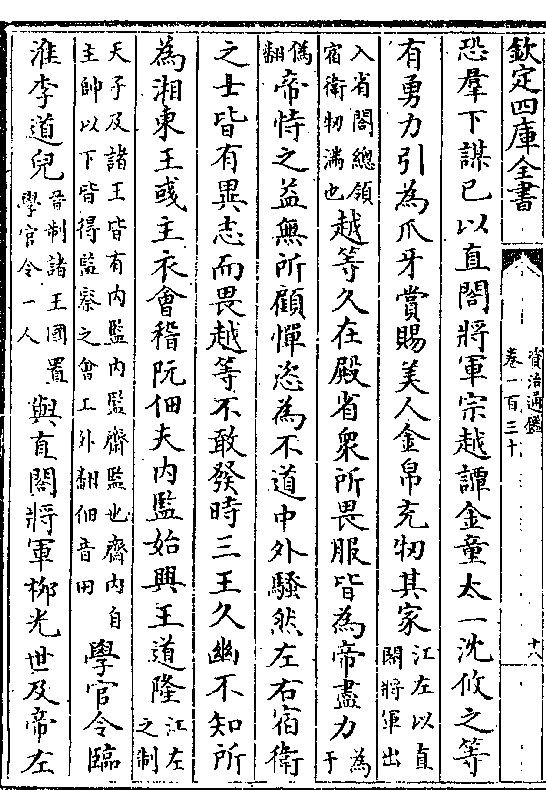 欽定四庫全書
資治通鑑
卷一百三十
十八
恐羣下謀已以直閤將軍宗越譚金童太一沈攸之等
有勇力引為爪牙賞賜美人金帛充牣其家
江左以直
閤將軍出
入省閤總領
宿衛牣滿也
越等久在殿省衆所畏服皆為帝盡力
為
于
偽
翻
帝恃之益無所顧憚恣為不道中外騷然左右宿衛
之士皆有異志而畏越等不敢發時三王久幽不知所
為湘東王彧主衣會稽阮佃夫内監始興王道隆
江左
之制
天子及諸王皆有内監内監齋監也齋内自
主帥以下皆得監察之會工外翻佃音田
學官令臨
淮李道兒
晉制諸王國置
學官令一人
與直閤將軍栁光世及帝左